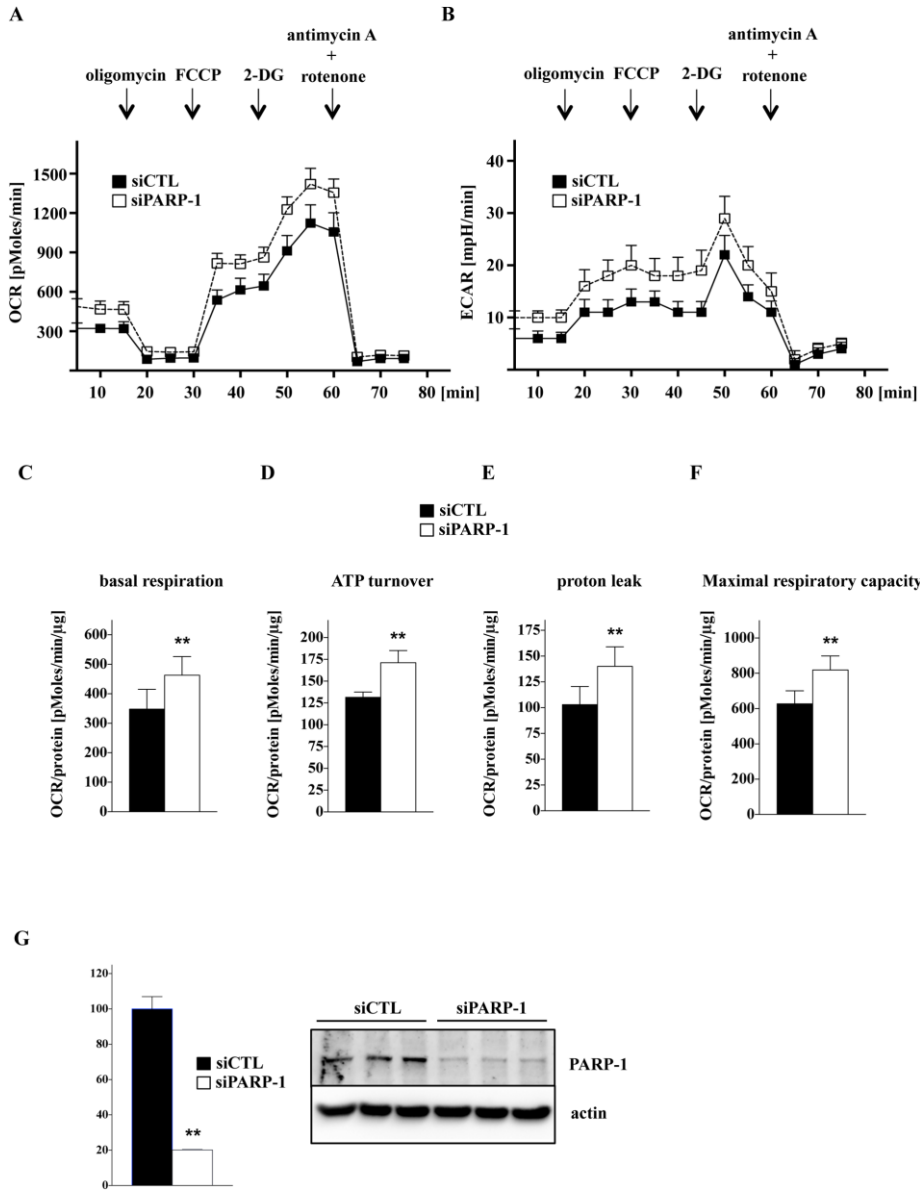 A
B
oligomycin
FCCP
2-DG
antimycin A
+
rotenone
oligomycin
FCCP
2-DG
antimycin A
+
rotenone
OCR [pMoles/min]
1500
1200
900
600
300
siCTL
siPARP-1
10 20 30 40 50 60 70 80 [min]
ECAR [mpH/min]
40
30
20
10
siCTL
siPARP-1
10 20 30 40 50 60 70 80 [min]
C
D
E
F
siCTL
siPARP-1
basal respiration
OCR/protein [pMoles/min/µg]
600
500
400
300
200
100
0
**
ATP turnover
OCR/protein [pMoles/min/µg]
200
175
150
125
100
75
50
25
0
**
proton leak
OCR/protein [pMoles/min/µg]
175
150
125
100
75
50
25
0
**
Maximal respiratory capacity
OCR/protein [pMoles/min/µg]
1000
800
600
400
200
0
**
G
120
100
80
60
40
20
0
**
siCTL
siPARP-1
siCTL
siPARP-1
PARP-1
actin